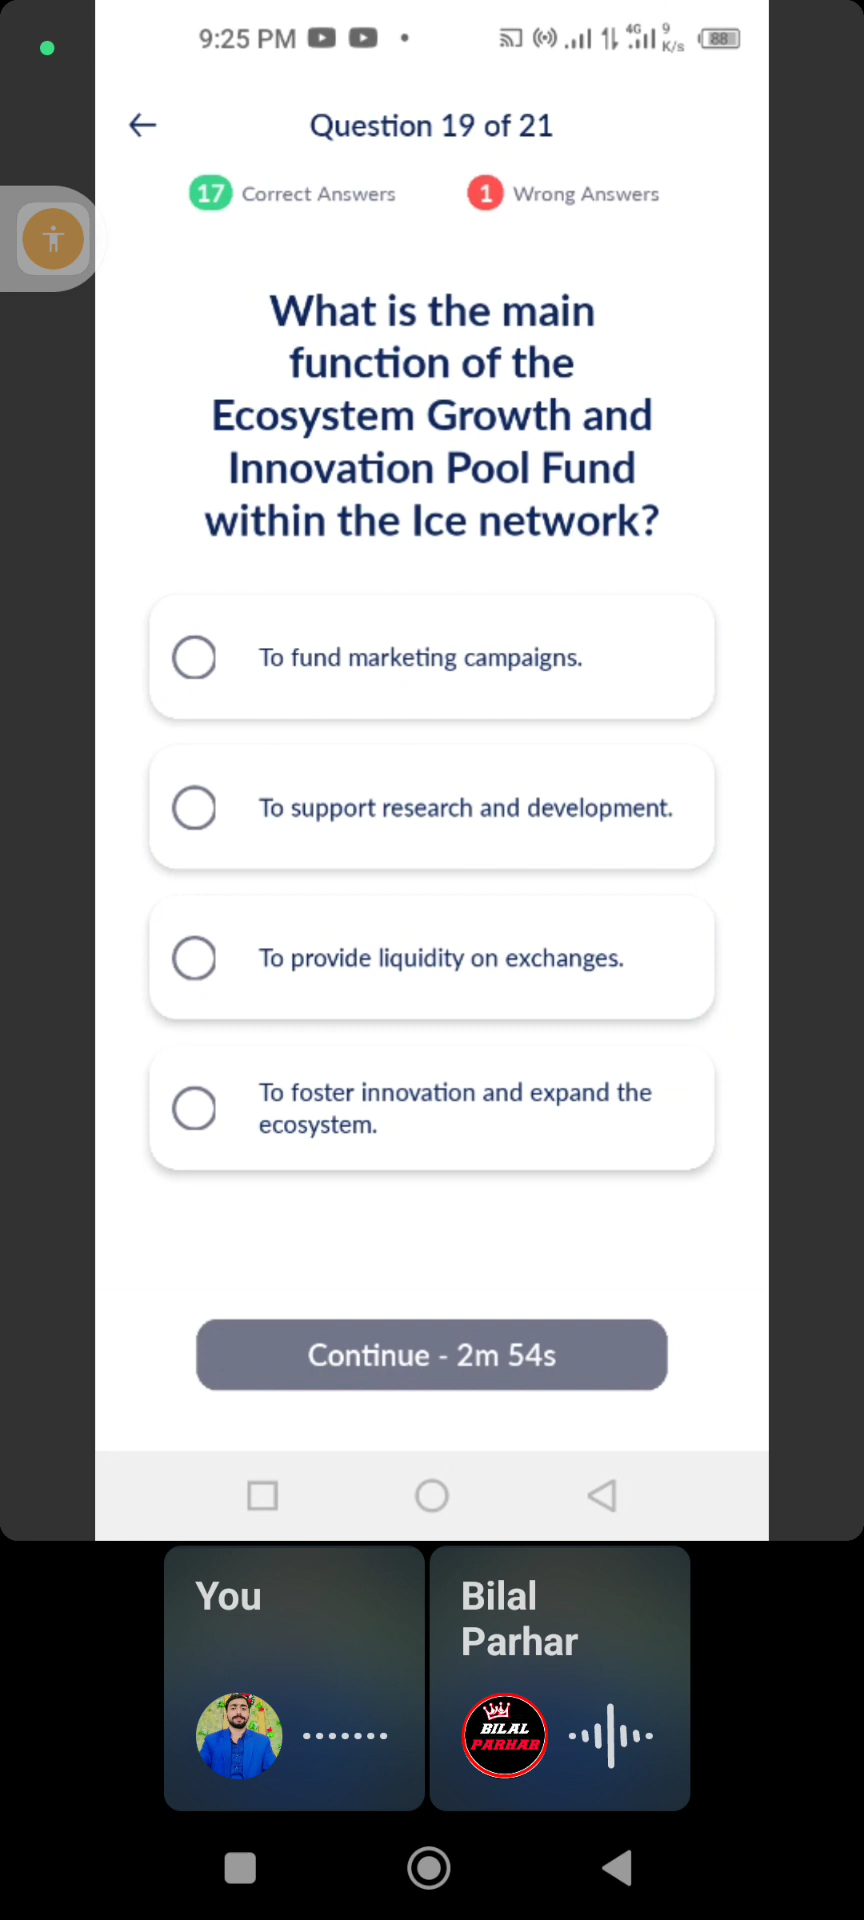 9:25 PM
4G
9
K/s
88
Question 19 of 21
17 Correct Answers
1 Wrong Answers
What is the main
function of the
Ecosystem Growth and
Innovation Pool Fund
within the Ice network?
To fund marketing campaigns.
To support research and development.
To provide liquidity on exchanges.
To foster innovation and expand the
ecosystem.
Continue - 2m 54s
You
Bilal
Parhar
BILAL
PARHAR